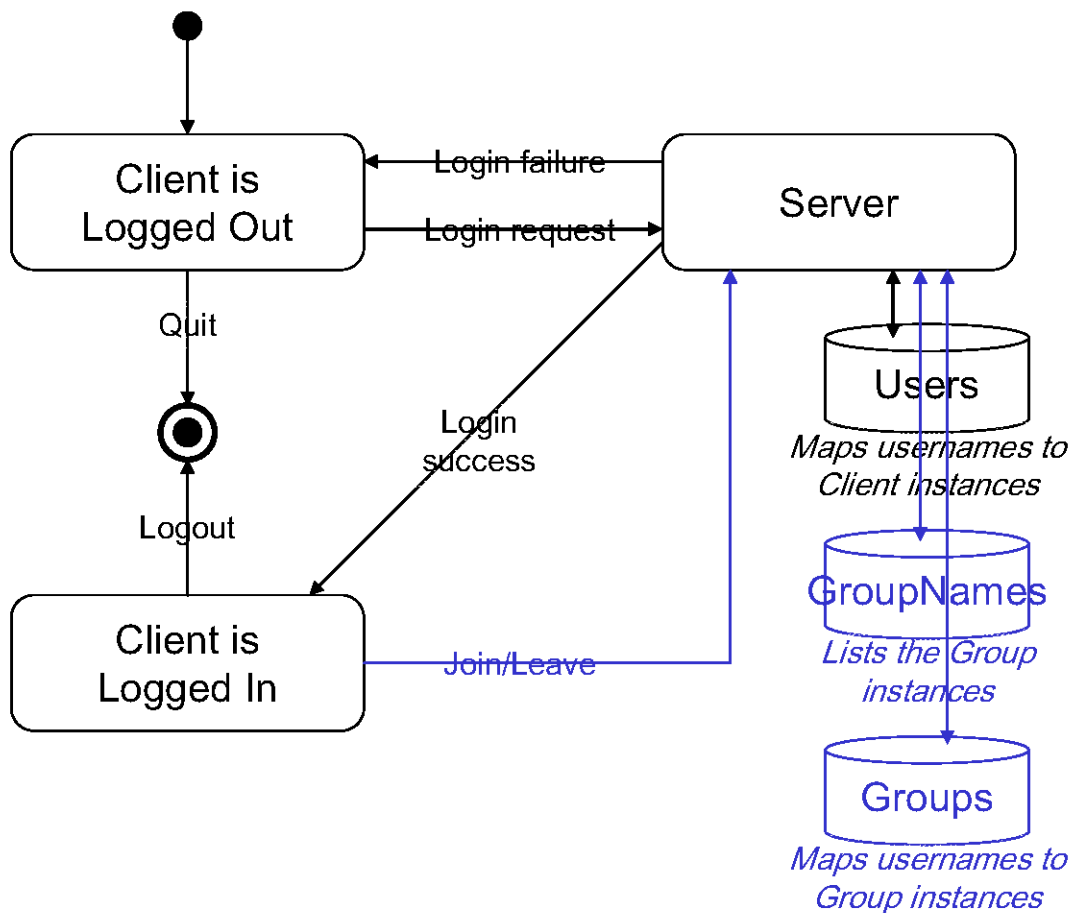 Client is
Logged Out
Login failure
Login request
Server
Quit
Users
Maps usernames to
Client instances
Login
success
Logout
GroupNames
Lists the Group
instances
Client is
Logged In
Join/Leave
Groups
Maps usernames to
Group instances